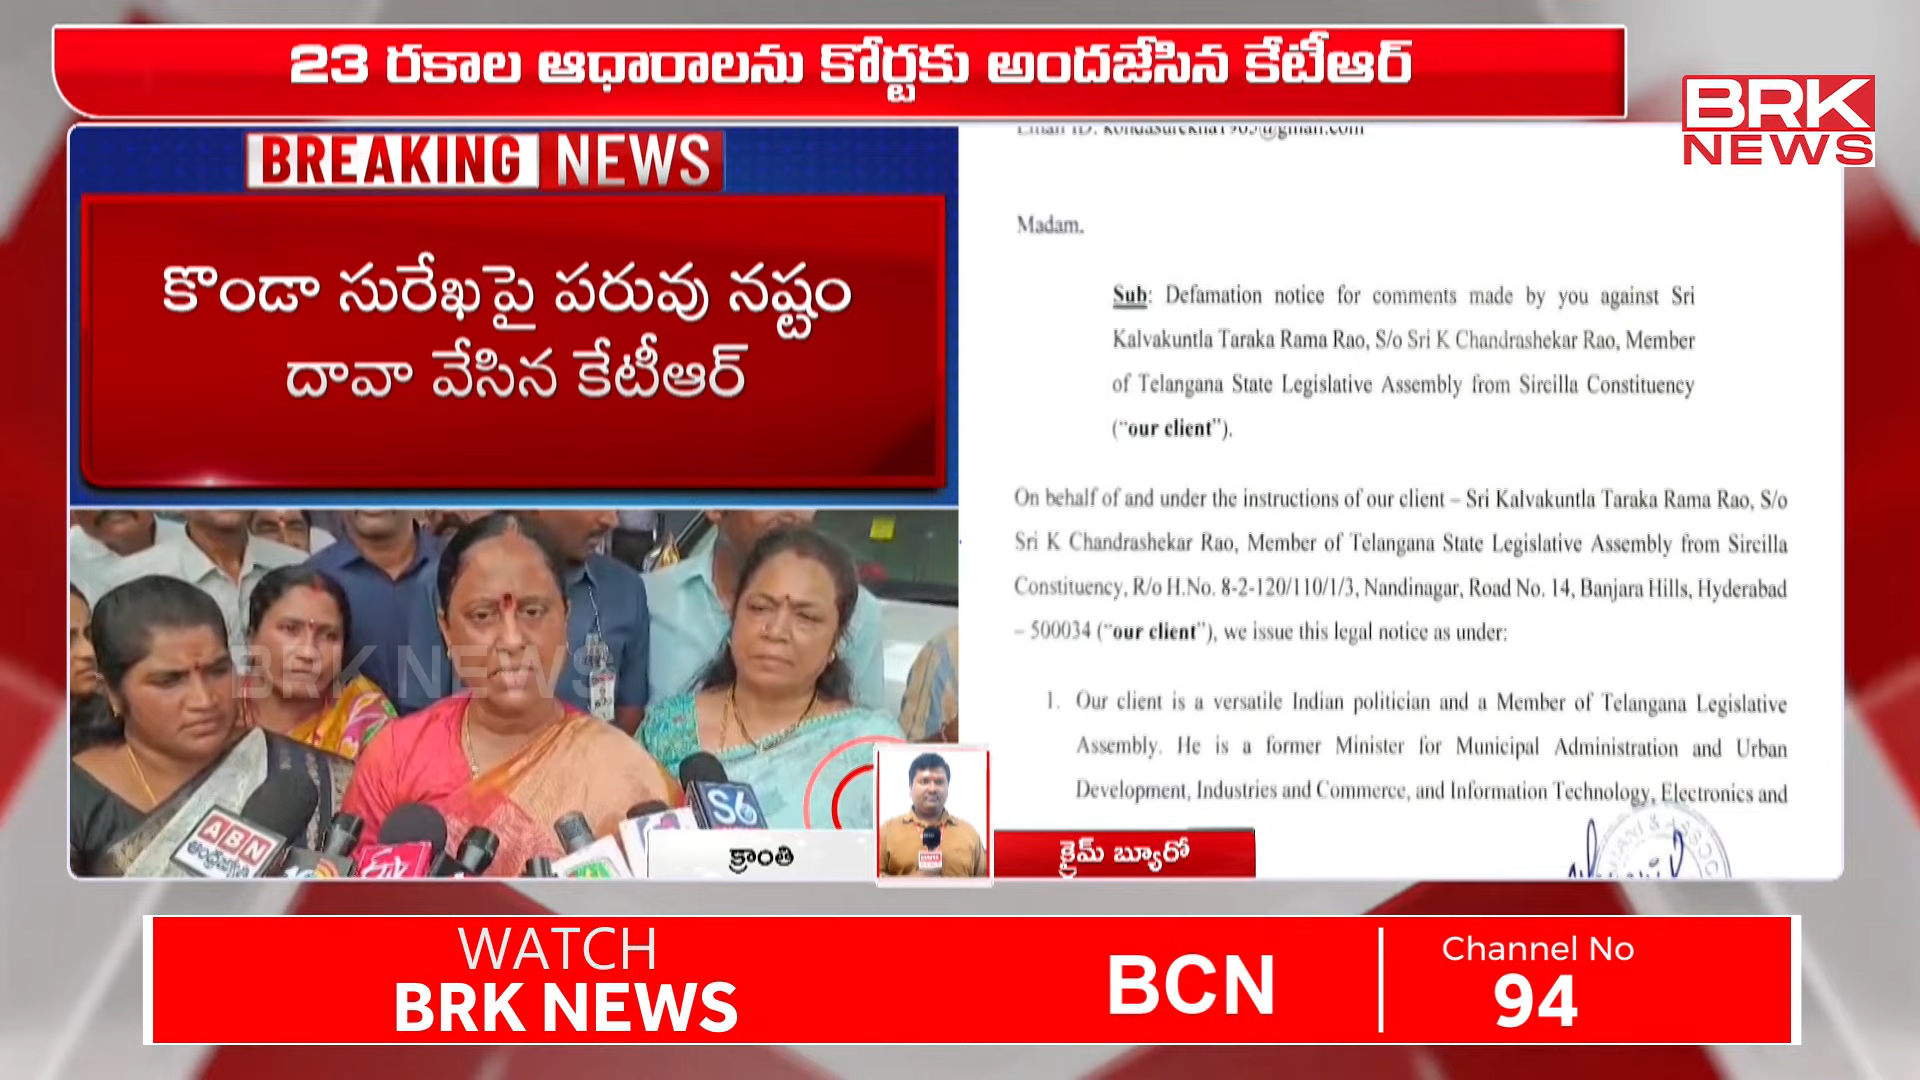 23 రకాల ఆధారాలను కోర్టుకు అందజేసిన కేటీఆర్
BRK
NEWS
BREAKING NEWS
కొండా సురేఖపై పరువు నష్టం
దావా వేసిన కేటీఆర్
Madam.
Sub: Defamation notice for comments made by you against Sri
Kalvakuntla Taraka Rama Rao, S/o Sri K Chandrashekar Rao, Member
of Telangana State Legislative Assembly from Sircilla Constituency
("our client").
On behalf of and under the instructions of our client – Sri Kalvakuntla Taraka Rama Rao, S/o
Sri K Chandrashekar Rao, Member of Telangana State Legislative Assembly from Sircilla
Constituency, R/o H.No. 8-2-120/110/1/3, Nandinagar, Road No. 14, Banjara Hills, Hyderabad
– 500034 ("our client"), we issue this legal notice as under:
1. Our client is a versatile Indian politician and a Member of Telangana Legislative
Assembly. He is a former Minister for Municipal Administration and Urban
Development, Industries and Commerce, and Information Technology, Electronics and
BRK NEWS
S6
ABN
ఆంధ్రజ్యోతి
క్రాంతి
క్రైమ్ బ్యూరో
WATCH
BRK NEWS
BCN
Channel No
94